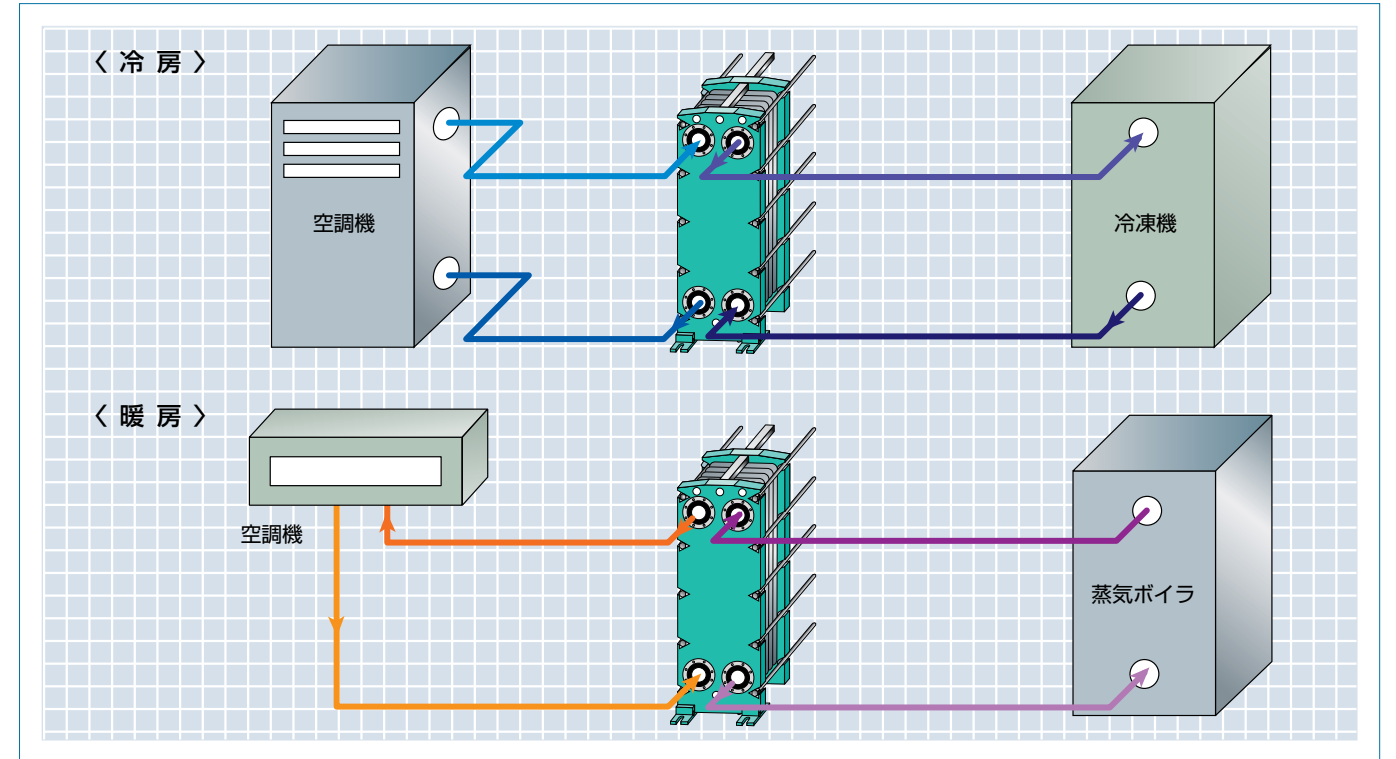 〈 冷 房 〉
空調機
冷凍機
〈 暖 房 〉
空調機
蒸気ボイラ